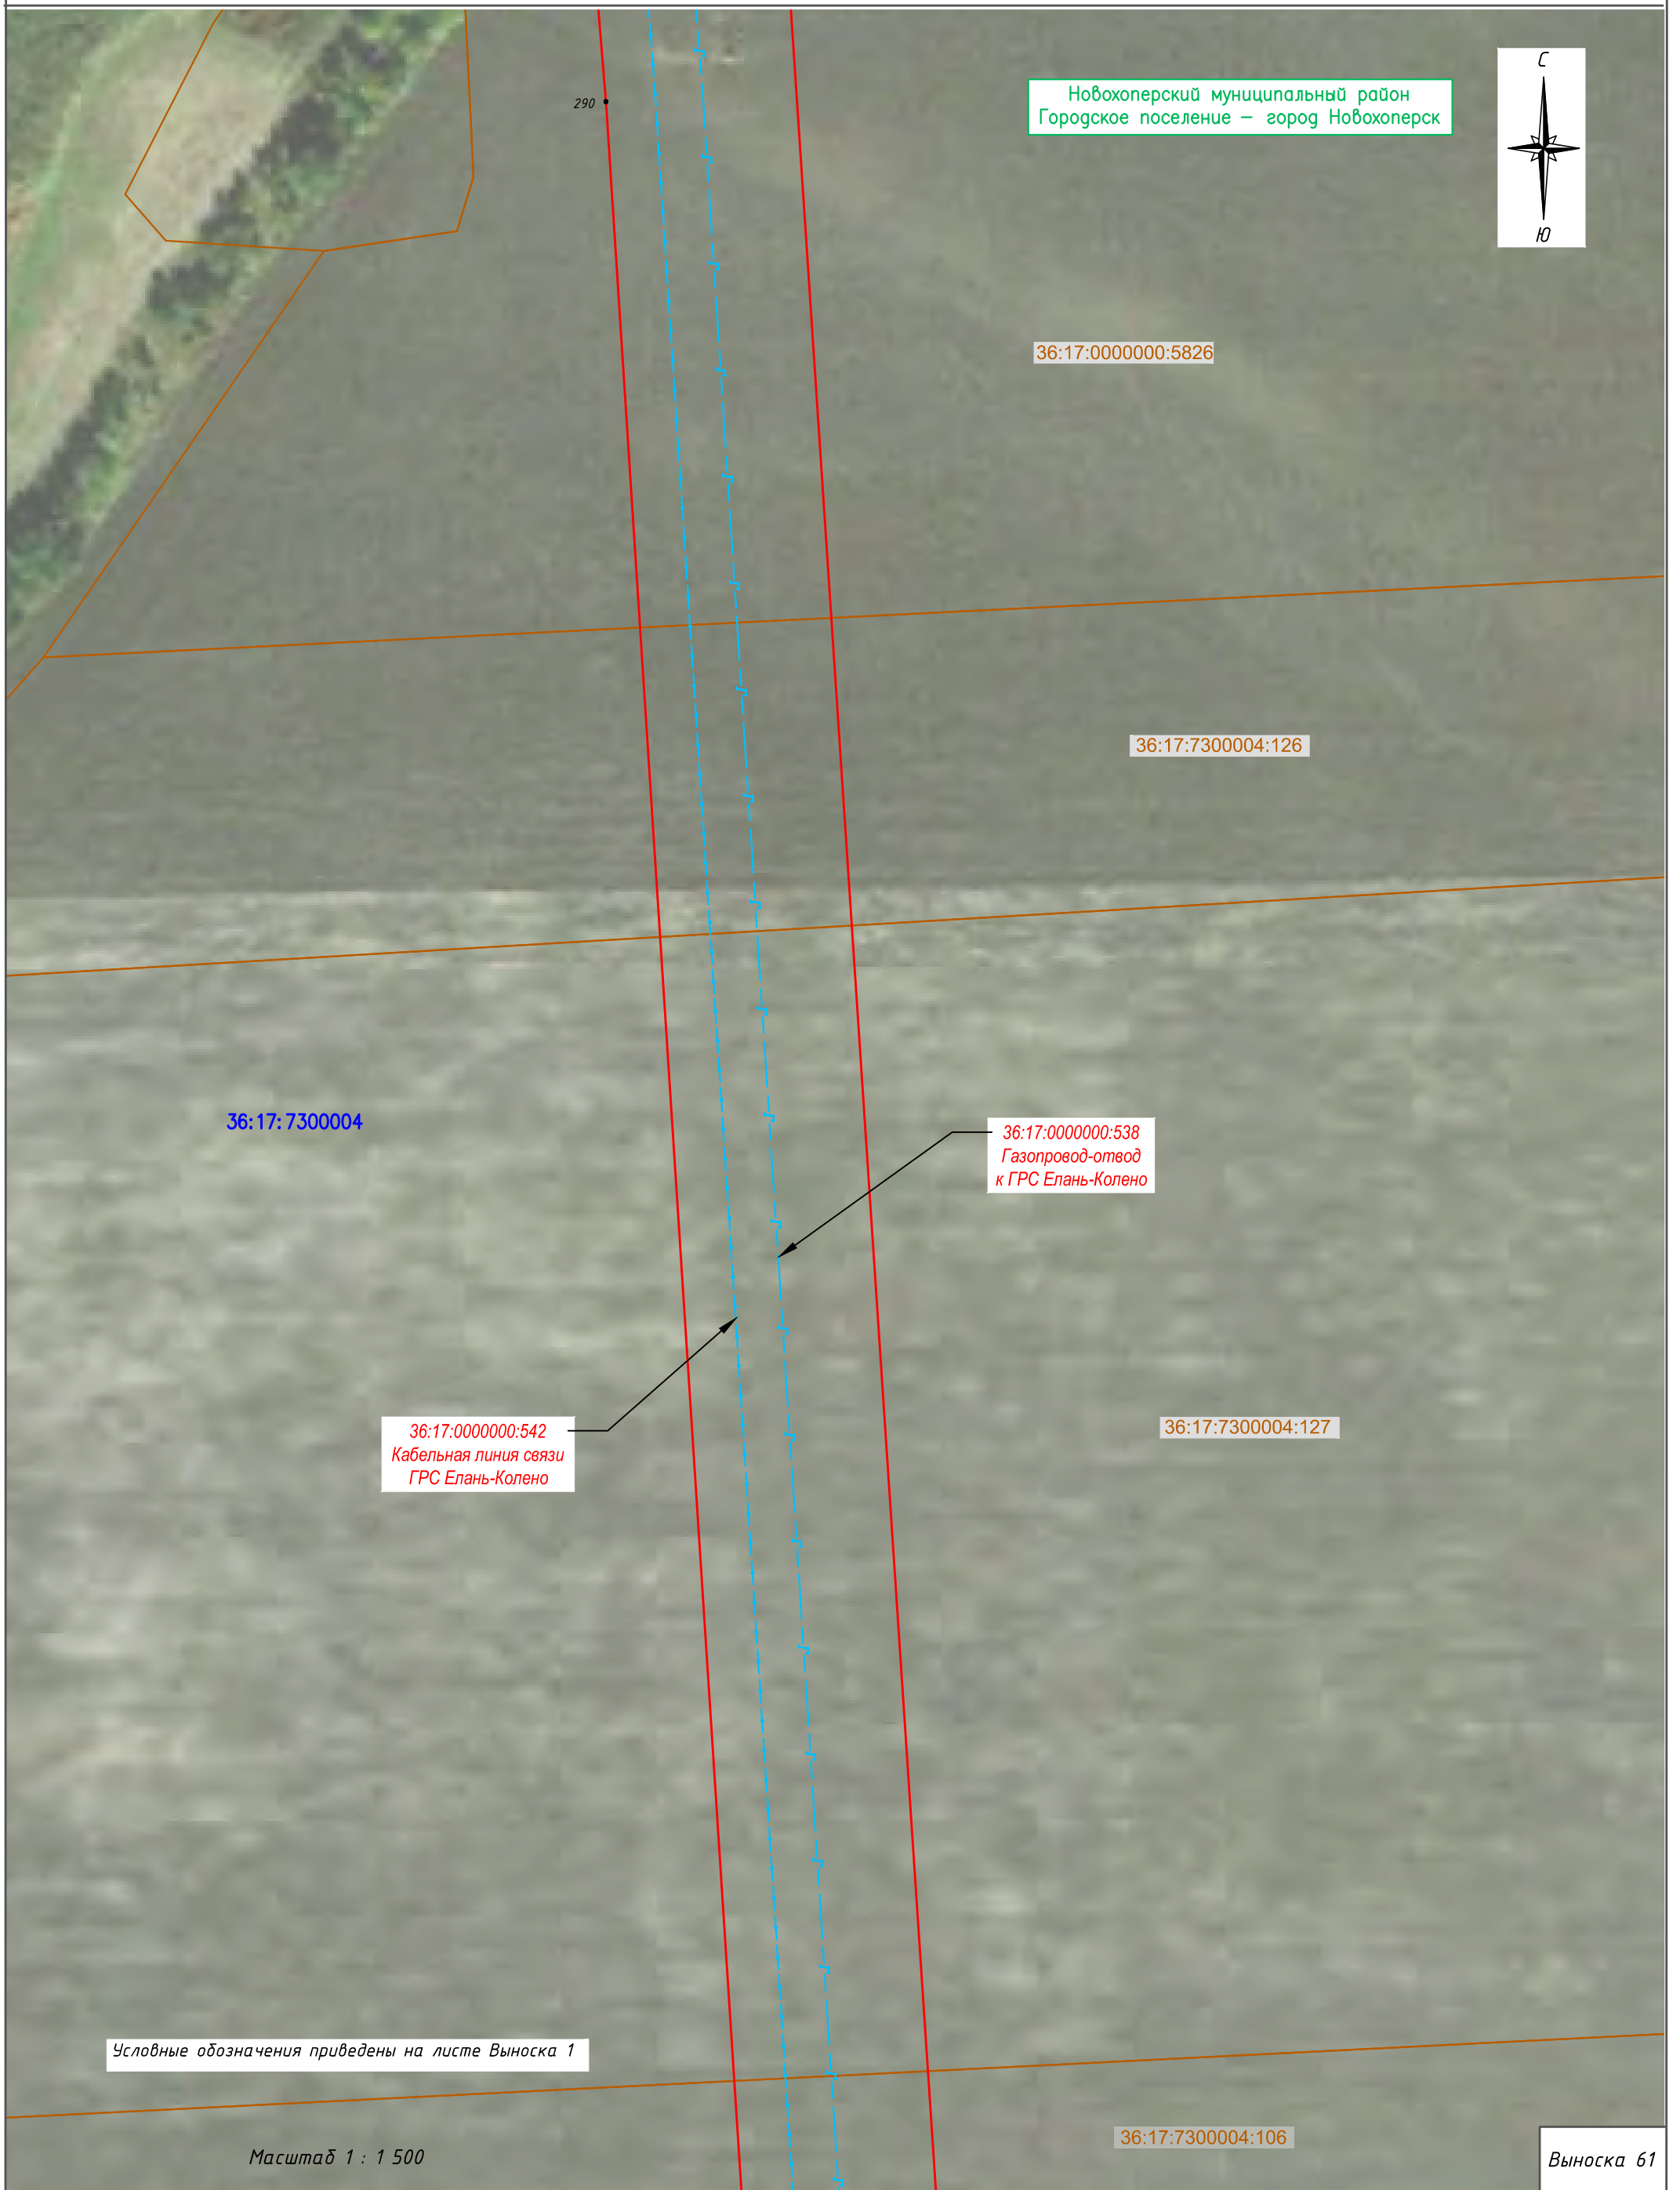 С
Новохоперский муниципальный район
Городское поселение – город Новохоперск
290
Ю
36:17:0000000:5826
36:17:7300004:126
36:17:7300004
36:17:0000000:538
Газопровод-отвод
к ГРС Елань-Колено
36:17:0000000:542
Кабельная линия связи
ГРС Елань-Колено
36:17:7300004:127
Условные обозначения приведены на листе Выноска 1
36:17:7300004:106
Масштаб 1 : 1 500
Выноска 61